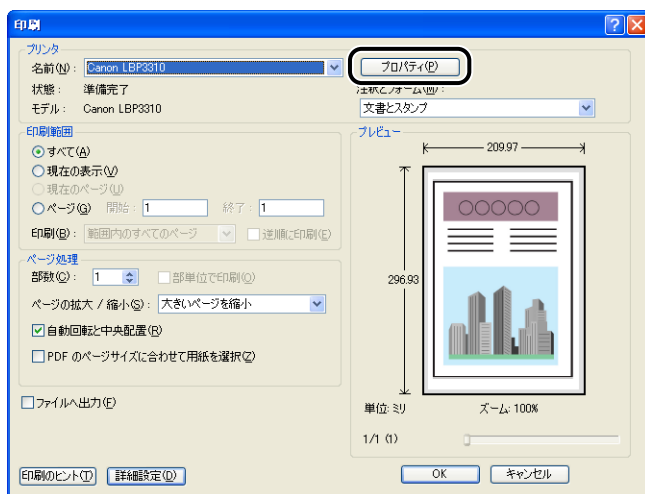 印刷
プリンタ
名前(N): Canon LBP3310
プロパティ(P)
状態: 準備完了
注釈とフォーム(M):
モデル: Canon LBP3310
文書とスタンプ
印刷範囲
すべて(A)
現在の表示(V)
現在のページ(U)
ページ(G) 開始: 1 終了: 1
印刷(B): 範囲内のすべてのページ 逆順に印刷(E)
ページ処理
部数(C): 1 部単位で印刷(O)
ページの拡大 / 縮小(S): 大きいページを縮小
自動回転と中央配置(R)
PDF のページサイズに合わせて用紙を選択(Z)
ファイルへ出力(F)
プレビュー
209.97
296.93
単位: ミリ ズーム: 100%
1/1 (1)
印刷のヒント(T) 詳細設定(D) OK キャンセル